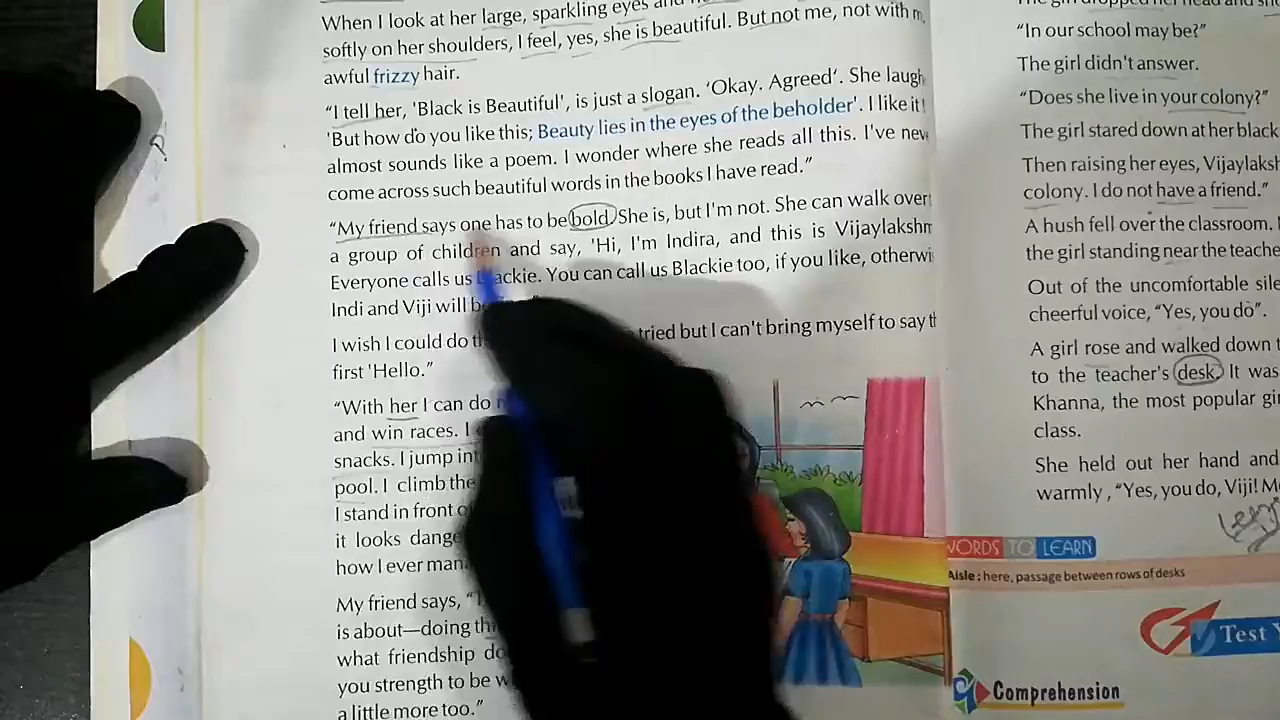 When I look at her large, sparkling eyes and
softly on her shoulders, I feel, yes, she is beautiful. But not me, not with
awful frizzy hair.
"I tell her, 'Black is Beautiful', is just a slogan. 'Okay. Agreed'. She laugh
'But how do you like this; Beauty lies in the eyes of the beholder'. I like it
almost sounds like a poem. I wonder where she reads all this. I've nev
come across such beautiful words in the books I have read."
"My friend says one has to be bold. She is, but I'm not. She can walk over
a group of children and say, 'Hi, I'm Indira, and this is Vijaylakshm
Everyone calls us Blackie. You can call us Blackie too, if you like, otherwi
Indi and Viji will
I wish I could do tried but I can't bring myself to say th
first 'Hello."
"With her I can do
and win races. I
snacks. I jump int
pool. I climb the
I stand in front
it looks dange
how I ever man
My friend says,
is about—doing
what friendship
you strength to be
a little more too."
The girl dropped her head and
"In our school may be?"
The girl didn't answer.
"Does she live in your colony?"
The girl stared down at her black
Then raising her eyes, Vijaylaksh
colony. I do not have a friend."
A hush fell over the classroom.
the girl standing near the teache
Out of the uncomfortable sile
cheerful voice, "Yes, you do".
A girl rose and walked down t
to the teacher's desk. It was
Khanna, the most popular gi
class.
She held out her hand and
warmly , "Yes, you do, Viji! M
WORDS TO LEARN
Aisle : here, passage between rows of desks
Test
Comprehension